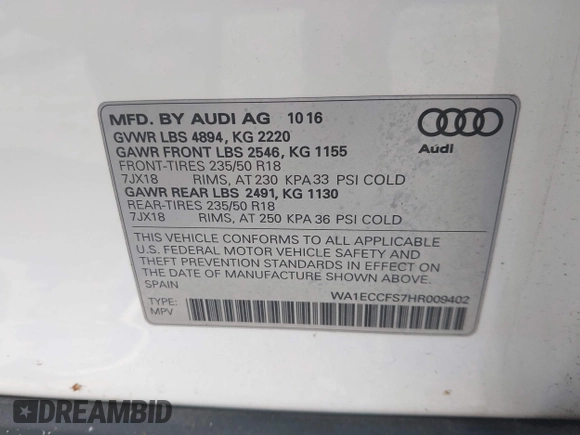 MFD. BY AUDI AG 10 16
GVWR LBS 4894, KG 2220
GAWR FRONT LBS 2546, KG 1155
FRONT-TIRES 235/50 R18
7JX18 RIMS, AT 230 KPA 33 PSI COLD
GAWR REAR LBS 2491, KG 1130
REAR-TIRES 235/50 R18
7JX18 RIMS, AT 250 KPA 36 PSI COLD
Audi
THIS VEHICLE CONFORMS TO ALL APPLICABLE
U.S. FEDERAL MOTOR VEHICLE SAFETY AND
THEFT PREVENTION STANDARDS IN EFFECT ON
THE DATE OF MANUFACTURE SHOWN ABOVE.
SPAIN
WA1ECCFS7HR009402
TYPE:
MPV
DREAMBID